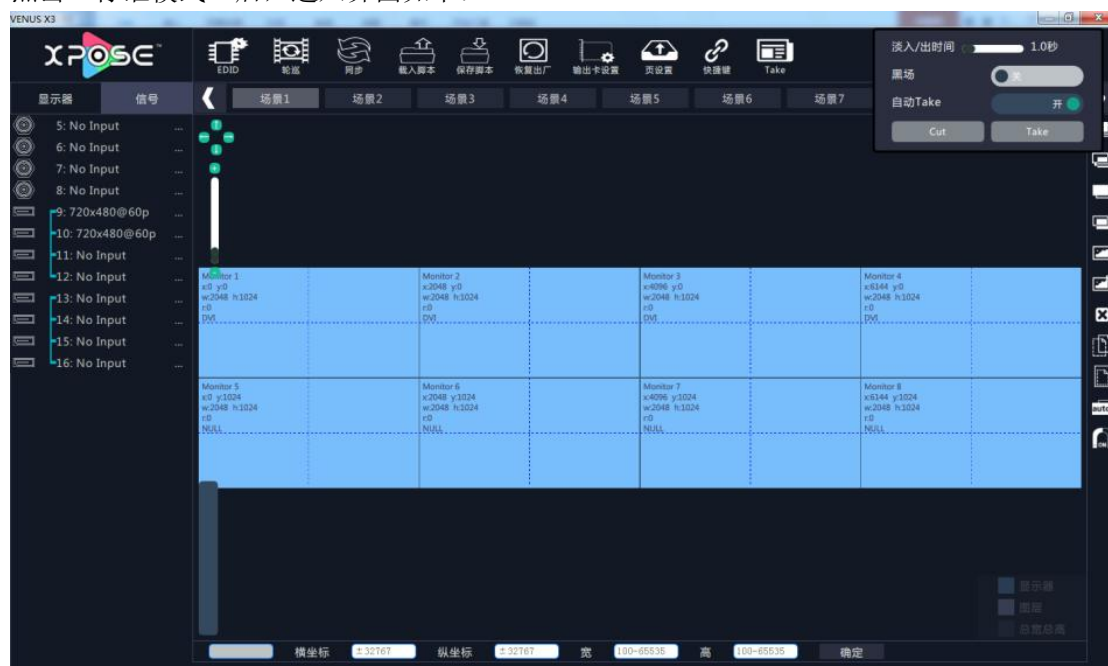 VENUS X3
XPOSE™
EDID
轮巡
同步
载入脚本
保存脚本
恢复出厂
输出卡设置
页设置
快捷键
Take
淡入/出时间 1.0秒
黑场
自动Take 开
Cut Take
显示器 信号
场景1 场景2 场景3 场景4 场景5 场景6 场景7
5: No Input ...
6: No Input ...
7: No Input ...
8: No Input ...
9: 720x480@60p ...
10: 720x480@60p ...
11: No Input ...
12: No Input ...
13: No Input ...
14: No Input ...
15: No Input ...
16: No Input ...
Monitor 1
x:0 y:0
w:2048 h:1024
r:0
DVI
Monitor 2
x:2048 y:0
w:2048 h:1024
r:0
DVI
Monitor 3
x:4096 y:0
w:2048 h:1024
r:0
DVI
Monitor 4
x:6144 y:0
w:2048 h:1024
r:0
DVI
Monitor 5
x:0 y:1024
w:2048 h:1024
r:0
NULL
Monitor 6
x:2048 y:1024
w:2048 h:1024
r:0
NULL
Monitor 7
x:4096 y:1024
w:2048 h:1024
r:0
NULL
Monitor 8
x:6144 y:1024
w:2048 h:1024
r:0
NULL
auto
ON
显示器
图层
总宽总高
横坐标 ±32767 纵坐标 ±32767 宽 100-65535 高 100-65535 确定